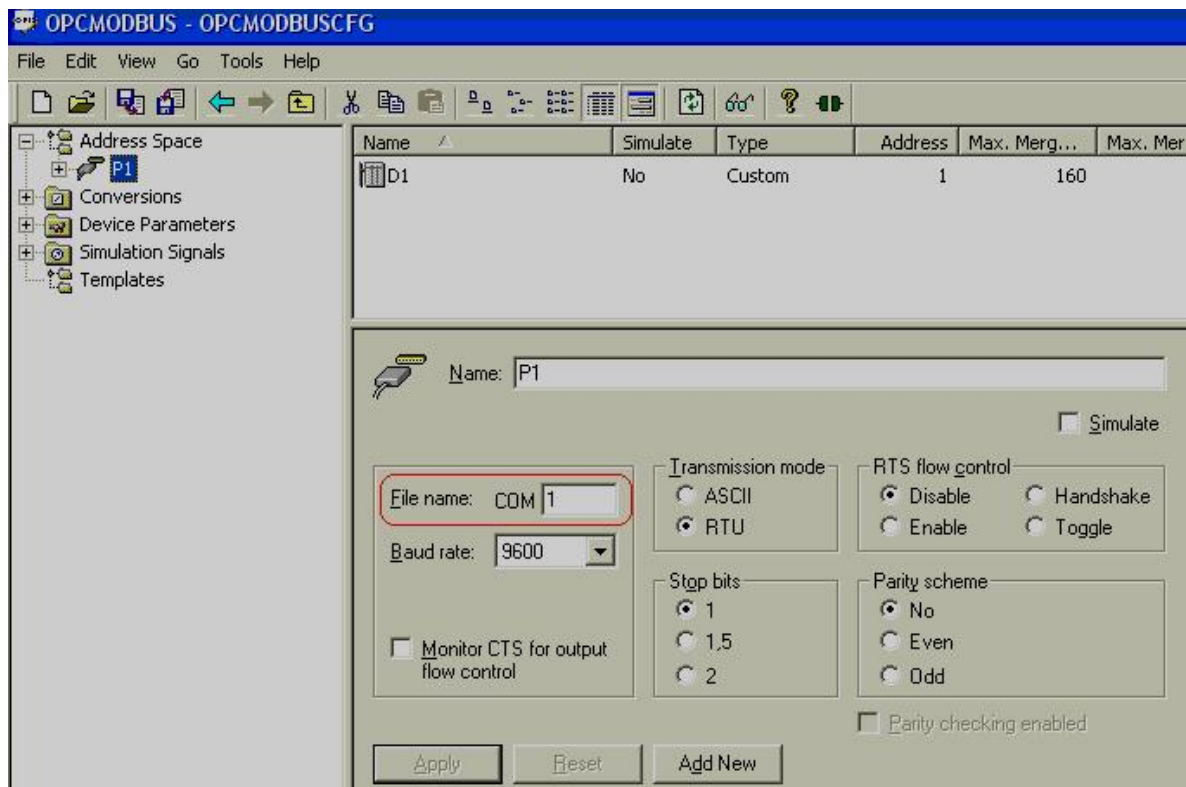 OPCMODBUS - OPCMODBUSCFG
File Edit View Go Tools Help
Address Space
P1
Conversions
Device Parameters
Simulation Signals
Templates
Name Simulate Type Address Max. Merg... Max. Mer
D1 No Custom 1 160
Name: P1
Simulate
File name: COM 1
Baud rate: 9600
Monitor CTS for output
flow control
Transmission mode
ASCII
RTU
RTS flow control
Disable Handshake
Enable Toggle
Stop bits
1
1,5
2
Parity scheme
No
Even
Odd
Parity checking enabled
Apply Reset Add New